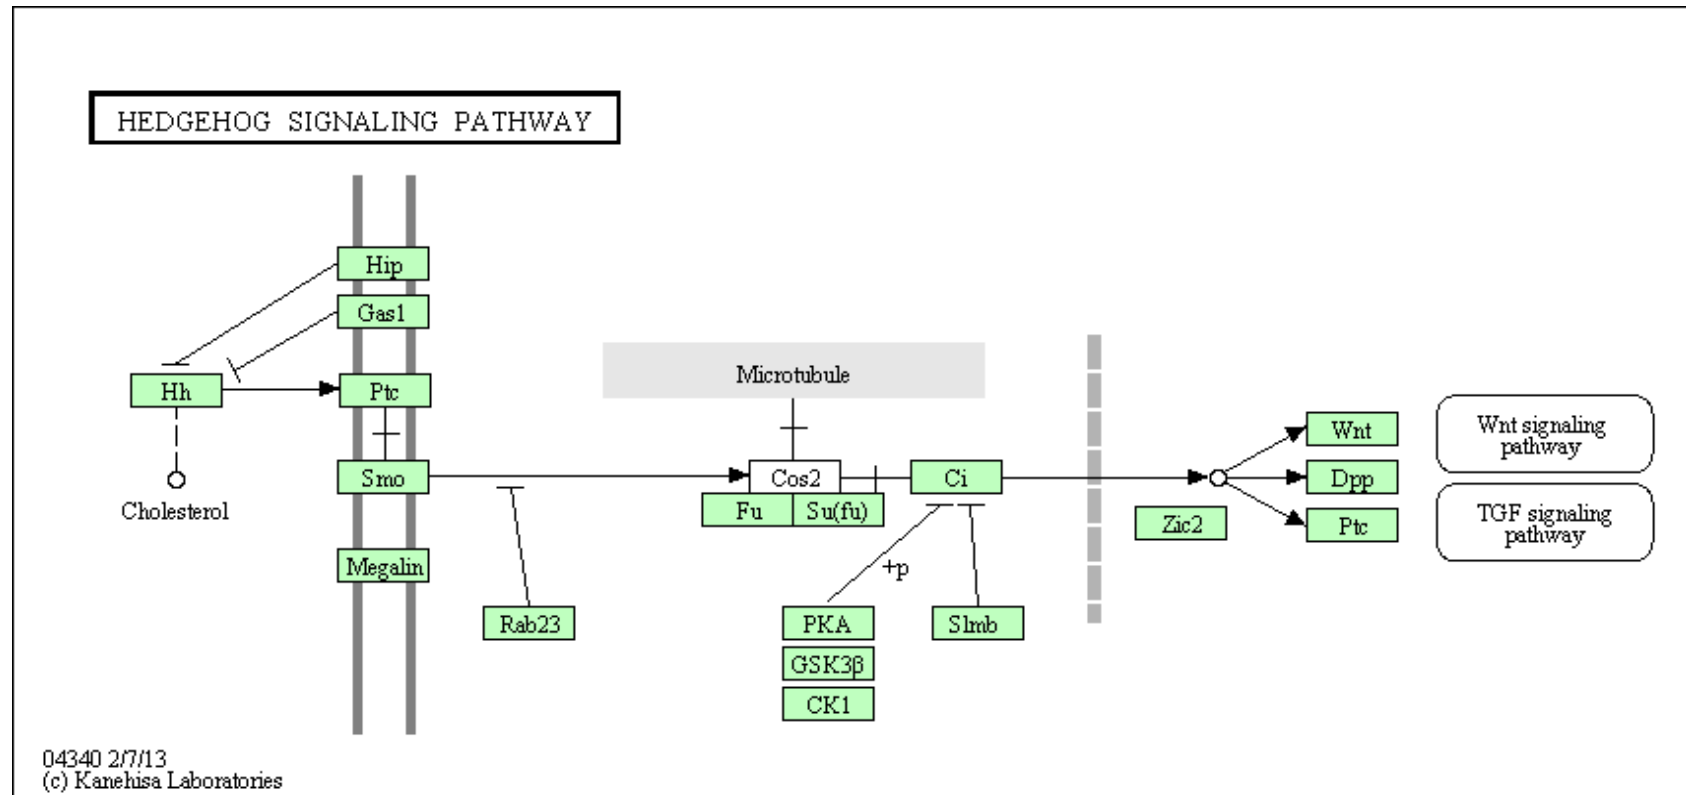 HEDGEHOG SIGNALING PATHWAY
Hip
Gas1
Hh
Ptc
Microtubule
Smo
Cos2
Ci
Fu
Su(fu)
Cholesterol
Megalin
Rab23
+p
PKA
GSK3β
CK1
Slmb
Zic2
Wnt
Dpp
Ptc
Wnt signaling
pathway
TGF signaling
pathway
04340 2/7/13
(c) Kanehisa Laboratories